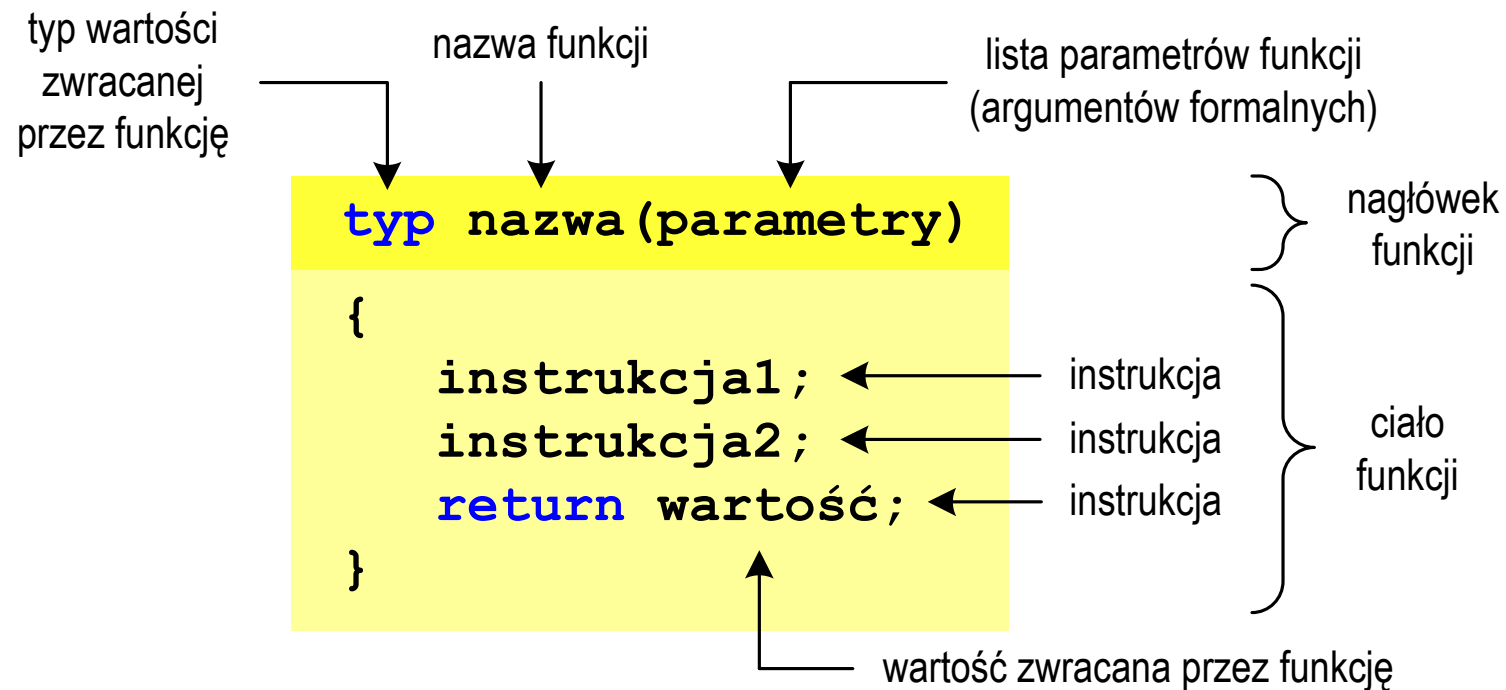 typ wartości
zwracanej
przez funkcję
nazwa funkcji
lista parametrów funkcji
(argumentów formalnych)
typ nazwa(parametry)
nagłówek
funkcji
{
instrukcja1;
instrukcja
instrukcja2;
instrukcja
return wartość;
instrukcja
}
ciało
funkcji
wartość zwracana przez funkcję